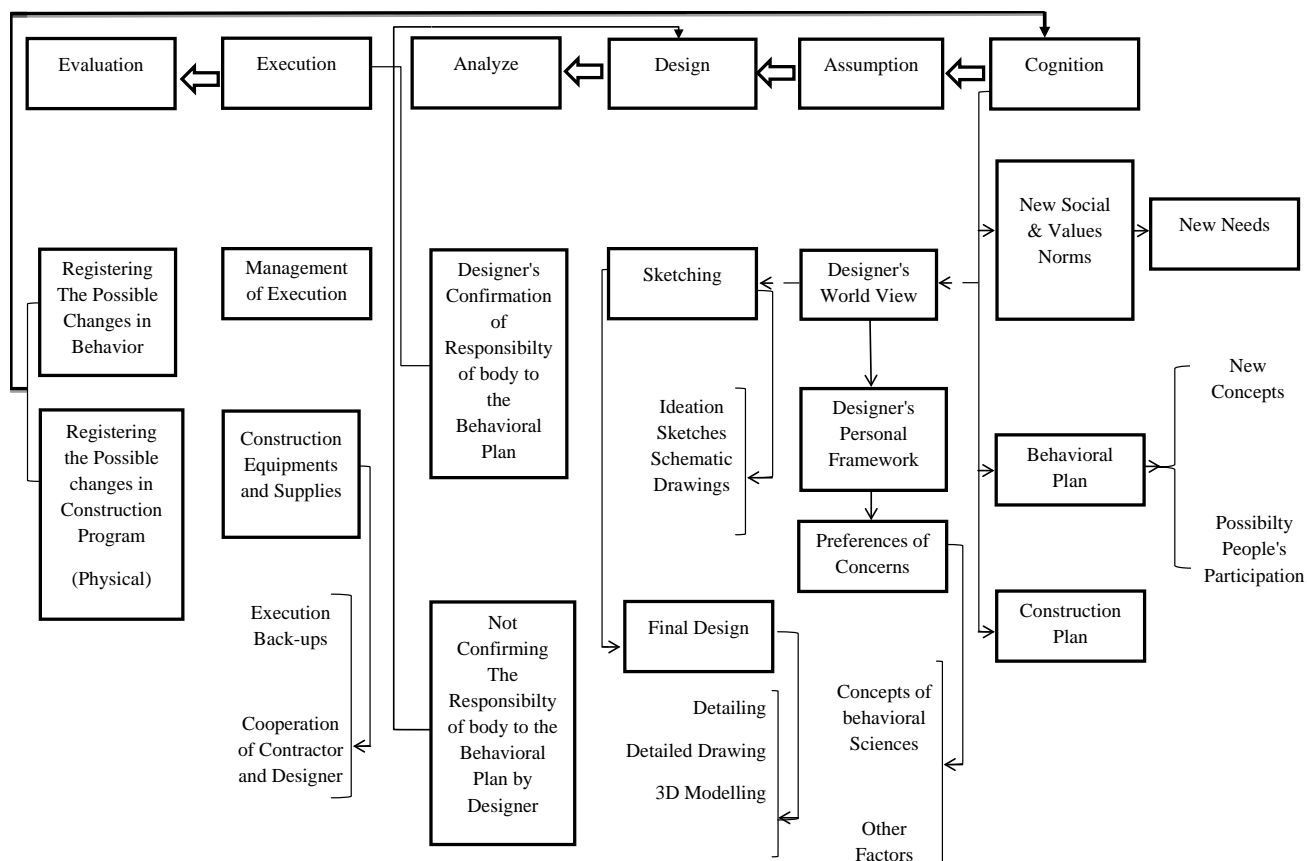 Evaluation
Execution
Analyze
Design
Assumption
Cognition
New Social
& Values
Norms
New Needs
Registering
The Possible
Changes in
Behavior
Management
of Execution
Designer's
Confirmation
of
Responsibilty
of body to
the
Behavioral
Plan
Sketching
Designer's
World View
New
Concepts
Registering
the Possible
changes in
Construction
Program
(Physical)
Construction
Equipments
and Supplies
Ideation
Sketches
Schematic
Drawings
Designer's
Personal
Framework
Behavioral
Plan
Possibilty
People's
Participation
Preferences of
Concerns
Execution
Back-ups
Not
Confirming
The
Responsibilty
of body to the
Behavioral
Plan by
Designer
Final Design
Construction
Plan
Cooperation
of Contractor
and Designer
Detailing
Detailed Drawing
3D Modelling
Concepts of
behavioral
Sciences
Other
Factors